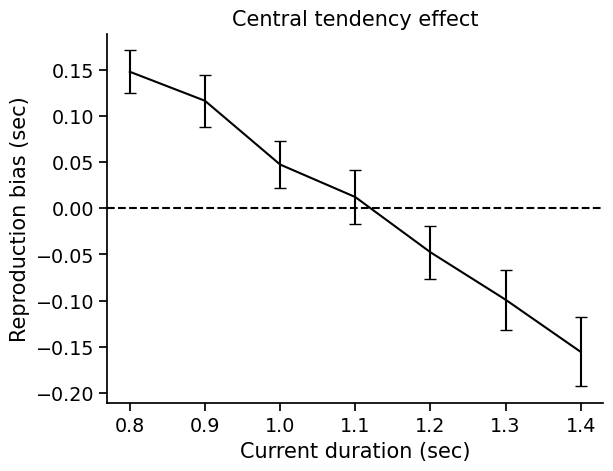 Central tendency effect
Reproduction bias (sec)
0.15
0.10
0.05
0.00
−0.05
−0.10
−0.15
−0.20
0.8 0.9 1.0 1.1 1.2 1.3 1.4
Current duration (sec)